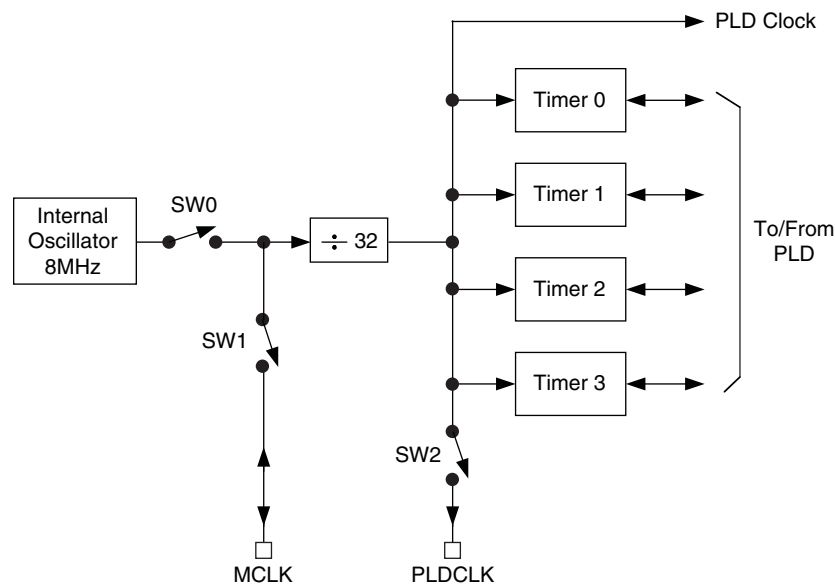 PLD Clock
Timer 0
Timer 1
SW0
Internal
Oscillator
8MHz
÷ 32
To/From
PLD
Timer 2
SW1
Timer 3
SW2
MCLK
PLDCLK